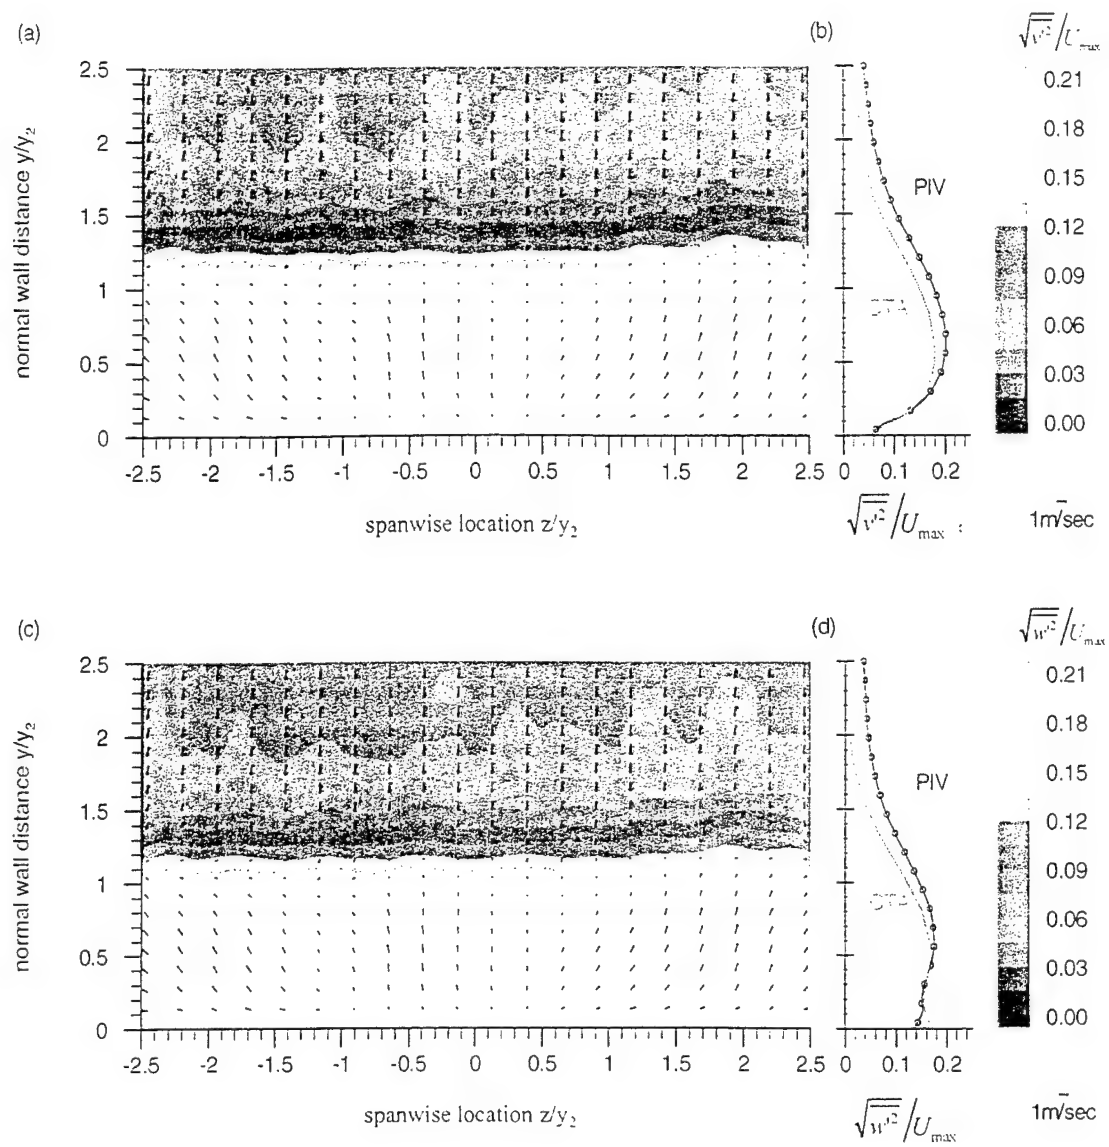 (a)
(b)
√v'² / U_max
normal wall distance y/y₂
2.5
2
1.5
1
0.5
0
-2.5 -2 -1.5 -1 -0.5 0 0.5 1 1.5 2 2.5
spanwise location z/y₂
PIV
0 0.1 0.2
√v'² / U_max
0.21
0.18
0.15
0.12
0.09
0.06
0.03
0.00
1m/sec
(c)
(d)
√w'² / U_max
normal wall distance y/y₂
2.5
2
1.5
1
0.5
0
-2.5 -2 -1.5 -1 -0.5 0 0.5 1 1.5 2 2.5
spanwise location z/y₂
PIV
0 0.1 0.2
√w'² / U_max
0.21
0.18
0.15
0.12
0.09
0.06
0.03
0.00
1m/sec